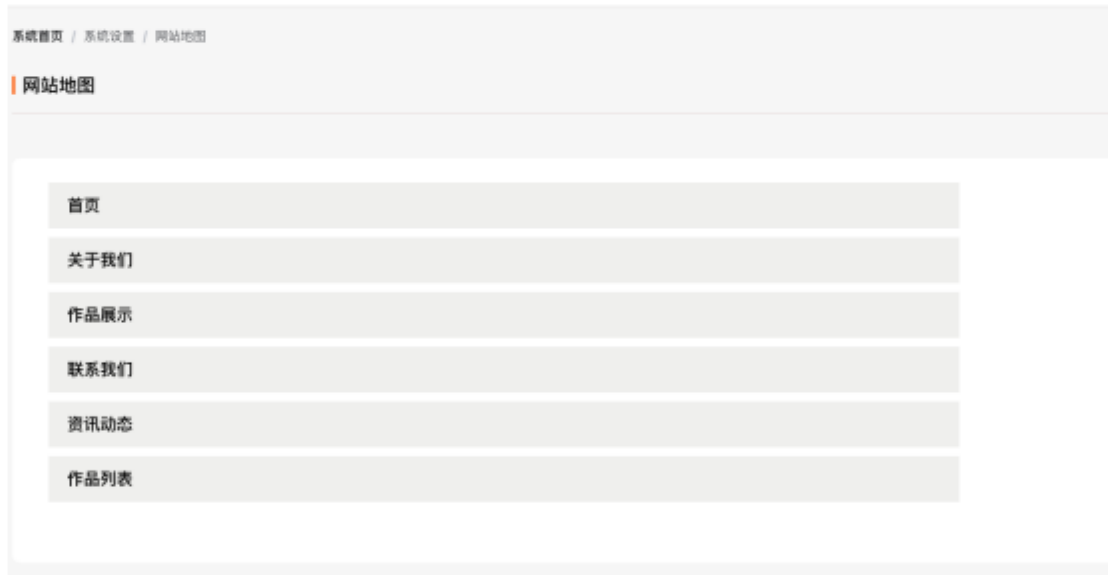 系统首页 / 系统设置 / 网站地图
网站地图
首页
关于我们
作品展示
联系我们
资讯动态
作品列表